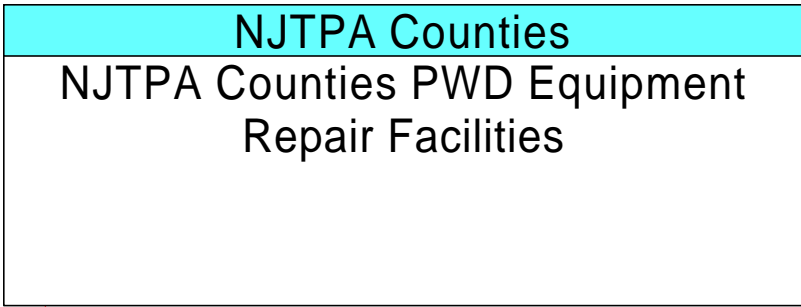 NJTPA Counties
NJTPA Counties PWD Equipment
Repair Facilities